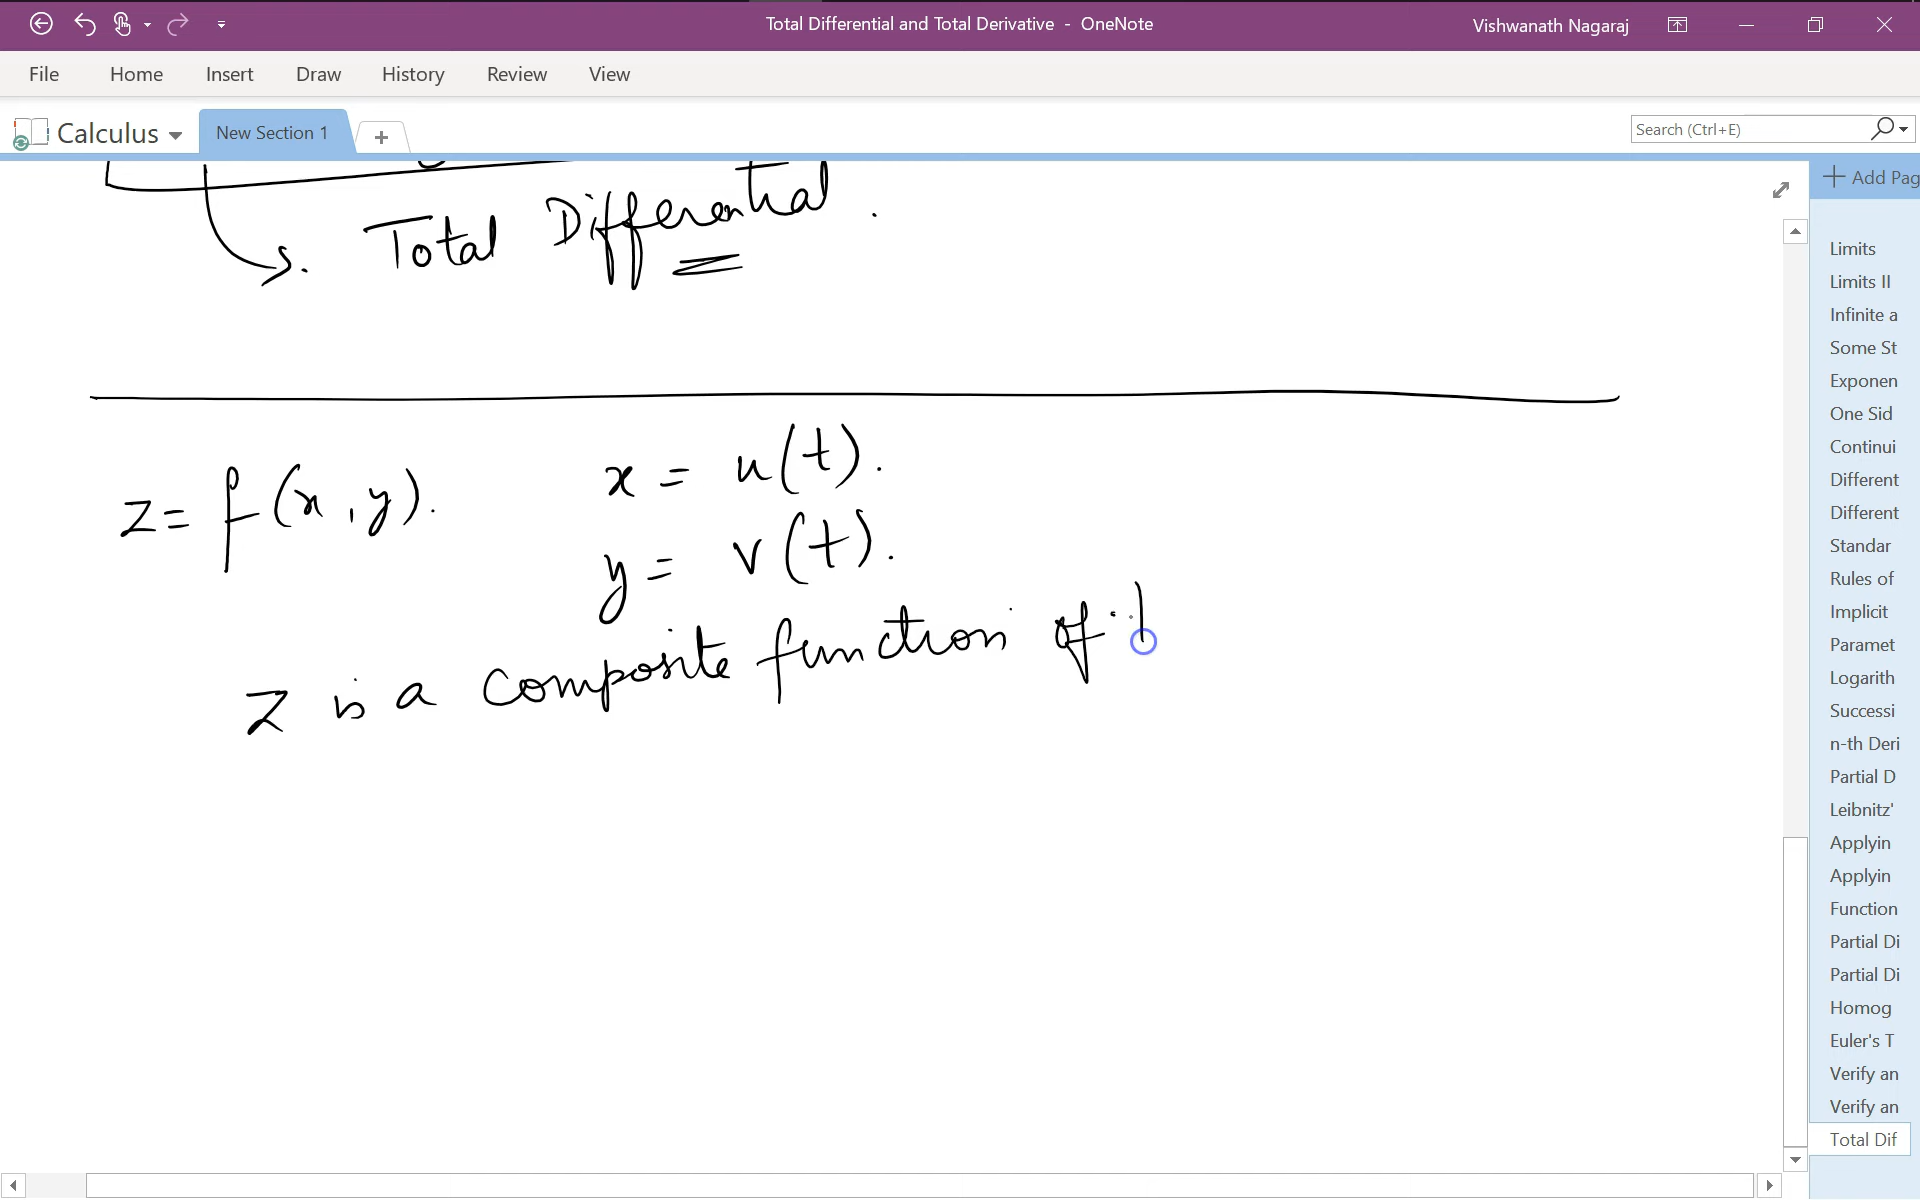 Total Differential and Total Derivative - OneNote
Vishwanath Nagaraj
File Home Insert Draw History Review View
Calculus
New Section 1
+
Search (Ctrl+E)
Add Pag
Total Differential.
z = f(x, y).
x = u(t).
y = v(t).
z is a composite function of
Limits
Limits II
Infinite a
Some St
Exponen
One Sid
Continui
Different
Different
Standar
Rules of
Implicit
Paramet
Logarith
Successi
n-th Deri
Partial D
Leibnitz'
Applyin
Applyin
Function
Partial Di
Partial Di
Homog
Euler's T
Verify an
Verify an
Total Dif